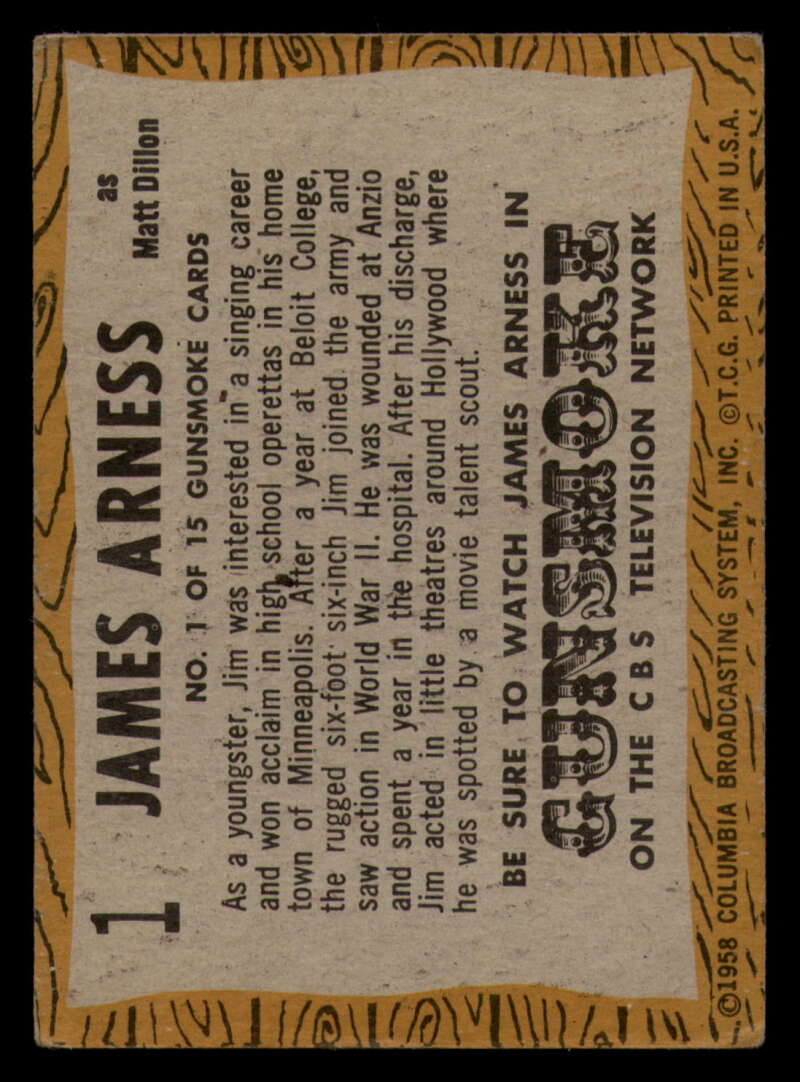 1 JAMES ARNESS as
Matt Dillon
NO. 1 OF 15 GUNSMOKE CARDS
As a youngster, Jim was interested in a singing career
and won acclaim in high school operettas in his home
town of Minneapolis. After a year at Beloit College,
the rugged six-foot six-inch Jim joined the army and
saw action in World War II. He was wounded at Anzio
and spent a year in the hospital. After his discharge,
Jim acted in little theatres around Hollywood where
he was spotted by a movie talent scout.
BE SURE TO WATCH JAMES ARNESS IN
GUNSMOKE
ON THE CBS TELEVISION NETWORK
©1958 COLUMBIA BROADCASTING SYSTEM, INC. ©T.C.G. PRINTED IN U.S.A.